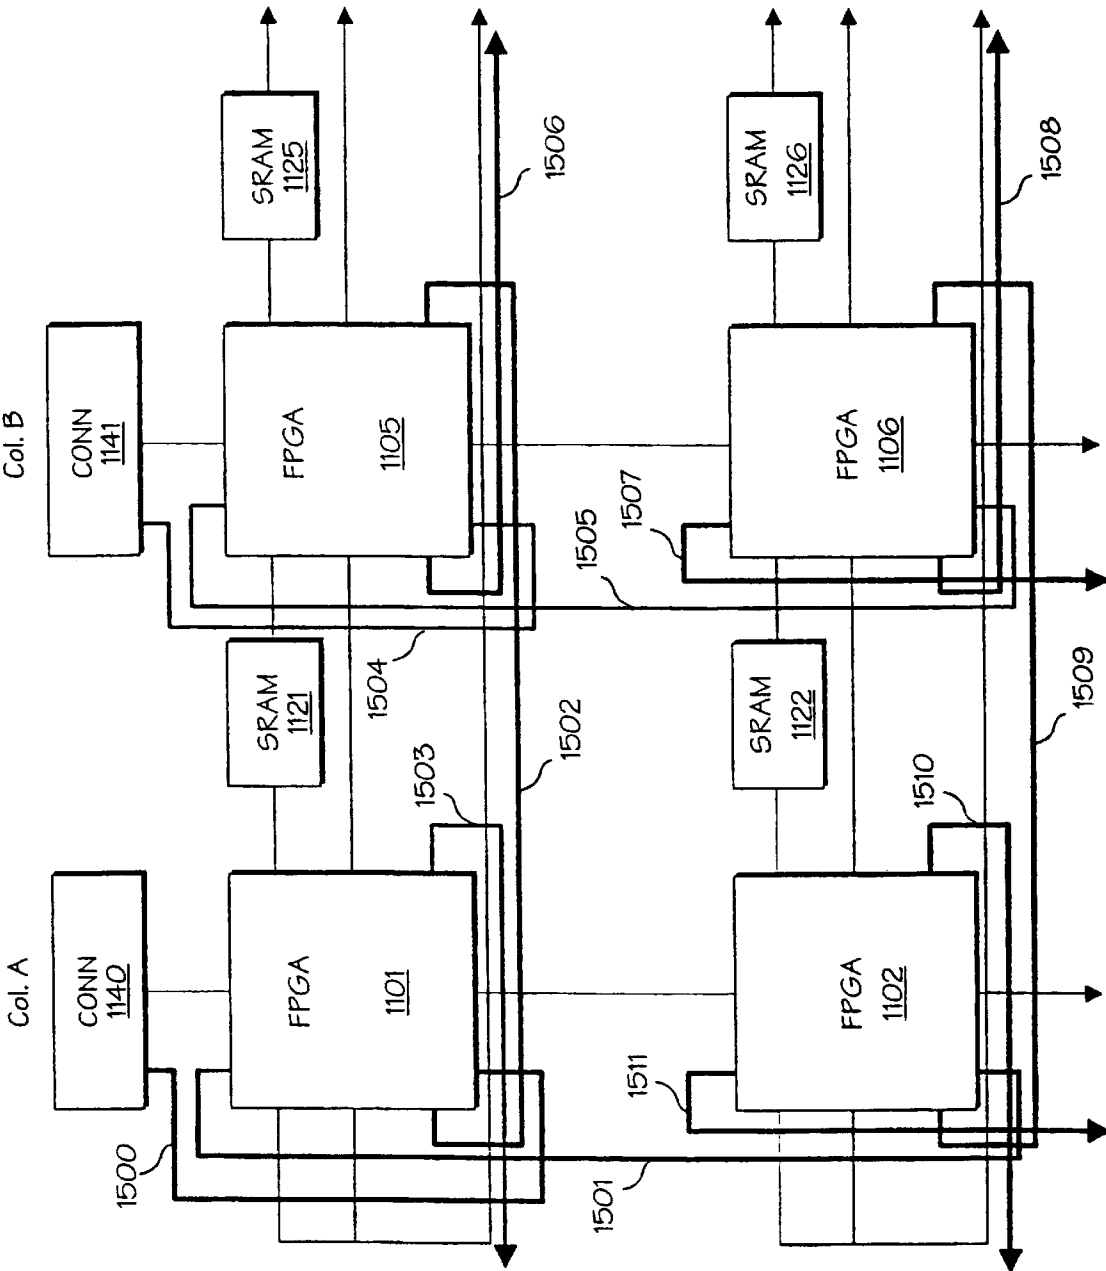 Col. A
Col. B
CONN
1140
CONN
1141
1500
FPGA
1101
SRAM
1121
FPGA
1105
SRAM
1125
1504
1503
1506
1502
1505
1501
1507
1511
FPGA
1102
SRAM
1122
FPGA
1106
SRAM
1126
1510
1508
1509